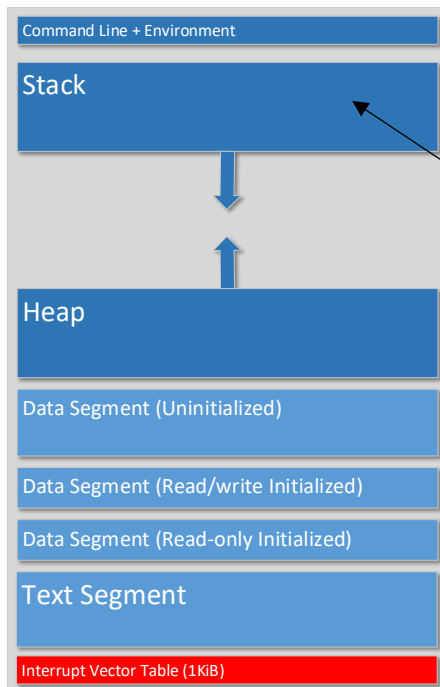 Command Line + Environment
Stack
Heap
Data Segment (Uninitialized)
Data Segment (Read/write Initialized)
Data Segment (Read-only Initialized)
Text Segment
Interrupt Vector Table (1KiB)